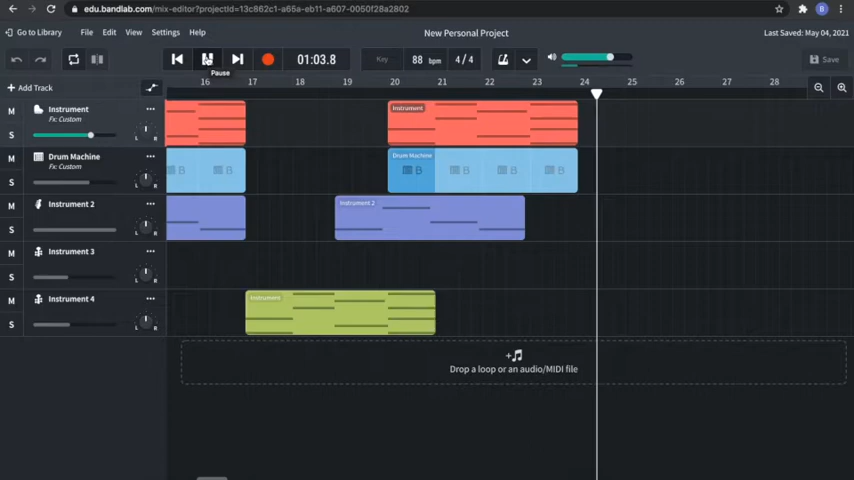 edu.bandlab.com/mix-editor?projectId=13c862c1-a65a-eb11-a607-0050f28a2802
B
Go to Library File Edit View Settings Help New Personal Project Last Saved: May 04, 2021
01:03.8 Key 88 bpm 4/4 Save
Pause
Add Track 16 17 18 19 20 21 22 23 24 25 26 27 28
M Instrument
Fx: Custom
S L R
Instrument
M Drum Machine
Fx: Custom
S L R
Drum Machine
B B B B B
M Instrument 2
S L R
Instrument 2
M Instrument 3
S L R
M Instrument 4
S L R
Instrument
Drop a loop or an audio/MIDI file